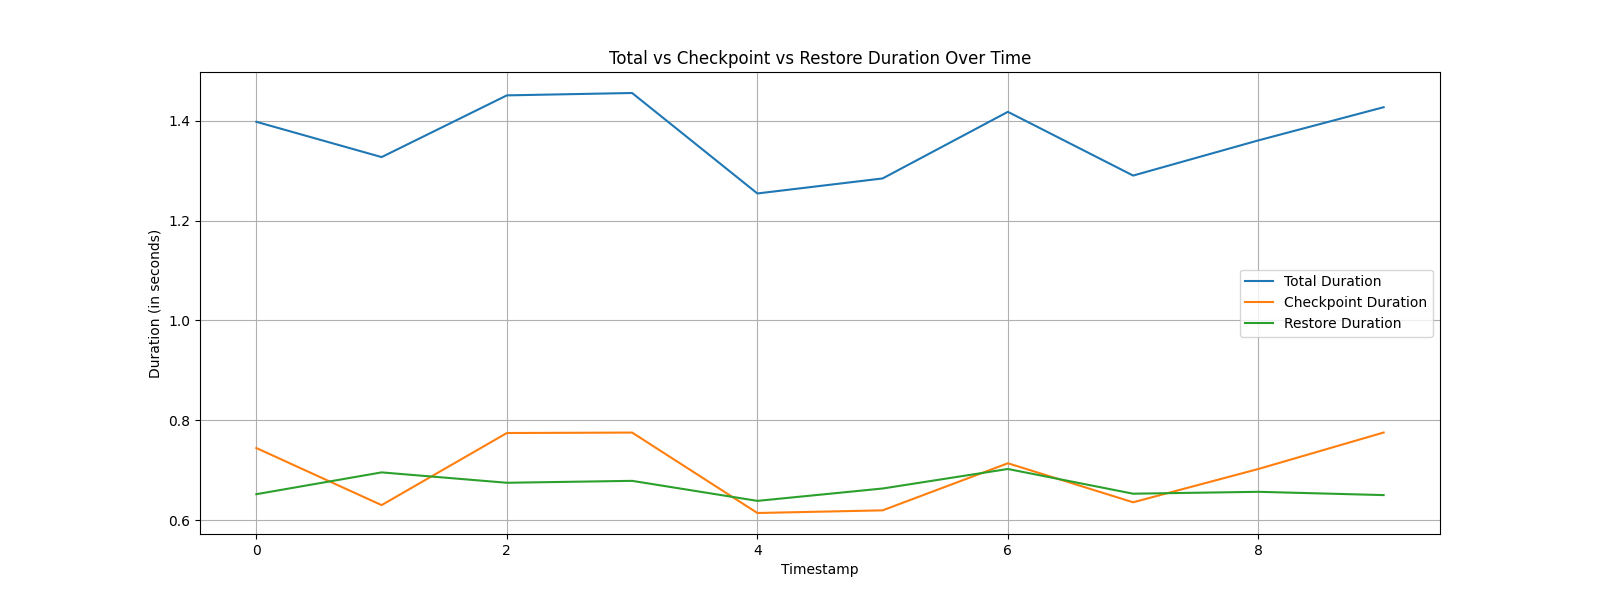 Total vs Checkpoint vs Restore Duration Over Time
Duration (in seconds)
1.4
1.2
1.0
0.8
0.6
Total Duration
Checkpoint Duration
Restore Duration
0 2 4 6 8
Timestamp